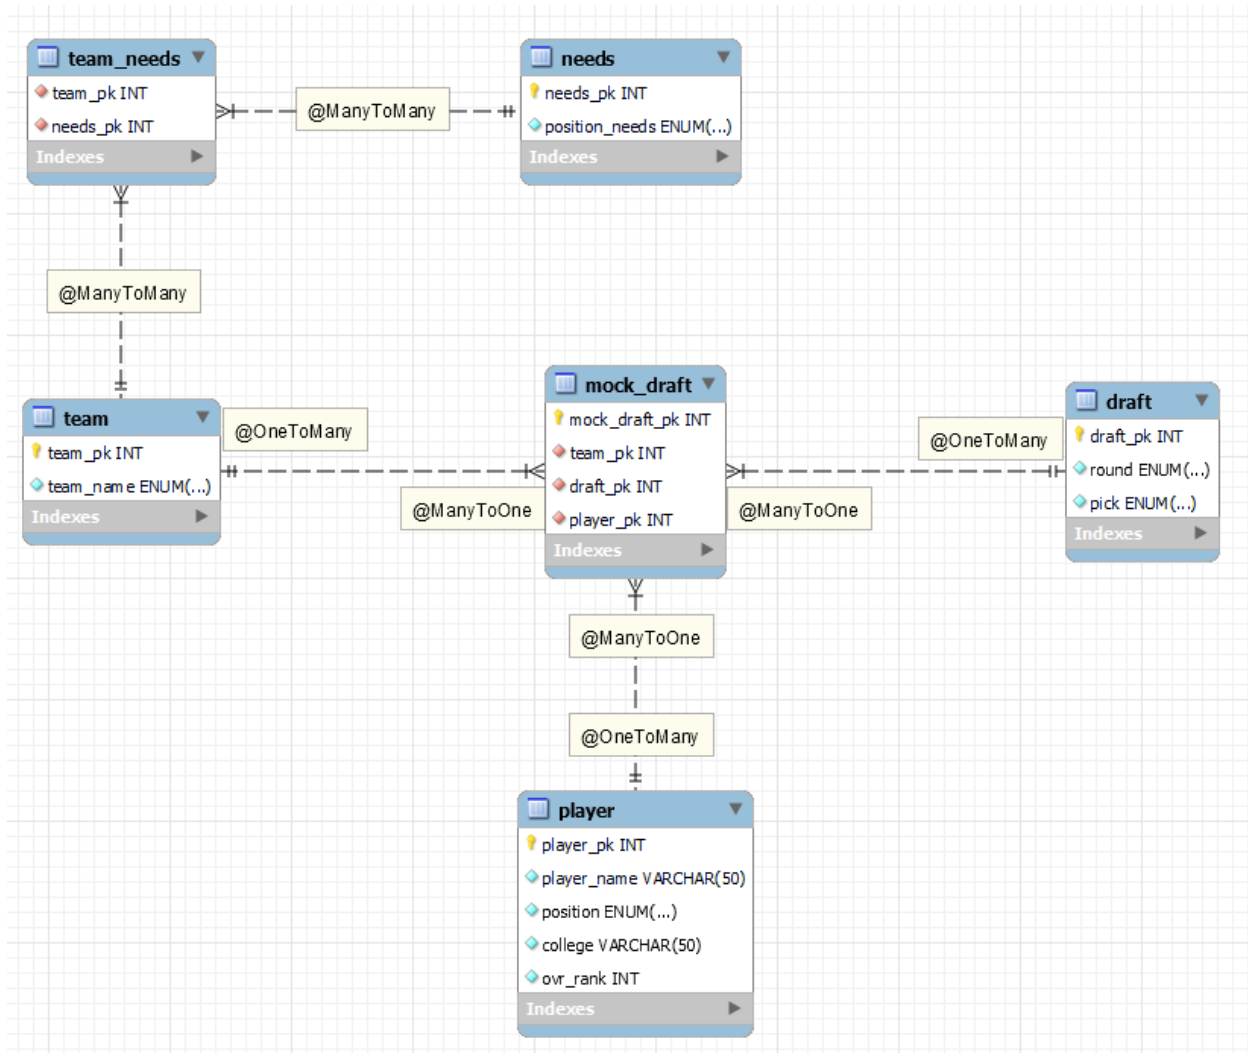 team_needs
team_pk INT
needs_pk INT
Indexes
@ManyToMany
needs
needs_pk INT
position_needs ENUM(...)
Indexes
@ManyToMany
team
team_pk INT
team_name ENUM(...)
Indexes
@OneToMany
@ManyToOne
mock_draft
mock_draft_pk INT
team_pk INT
draft_pk INT
player_pk INT
Indexes
@OneToMany
@ManyToOne
draft
draft_pk INT
round ENUM(...)
pick ENUM(...)
Indexes
@ManyToOne
@OneToMany
player
player_pk INT
player_name VARCHAR(50)
position ENUM(...)
college VARCHAR(50)
ovr_rank INT
Indexes